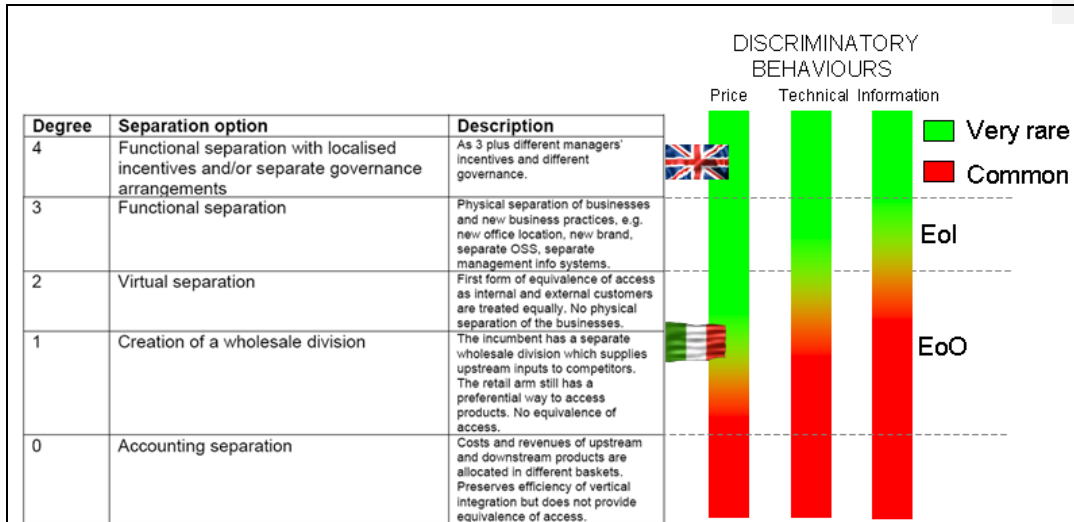 DISCRIMINATORY
BEHAVIOURS
Price Technical Information
Very rare
Common
Degree Separation option Description
4 Functional separation with localised
incentives and/or separate governance
arrangements
As 3 plus different managers'
incentives and different
governance.
3 Functional separation
Physical separation of businesses
and new business practices, e.g.
new office location, new brand,
separate OSS, separate
management info systems.
EoI
2 Virtual separation
First form of equivalence of access
as internal and external customers
are treated equally. No physical
separation of the businesses.
1 Creation of a wholesale division
The incumbent has a separate
wholesale division which supplies
upstream inputs to competitors.
The retail arm still has a
preferential way to access
products. No equivalence of
access.
EoO
0 Accounting separation
Costs and revenues of upstream
and downstream products are
allocated in different baskets.
Preserves efficiency of vertical
integration but does not provide
equivalence of access.